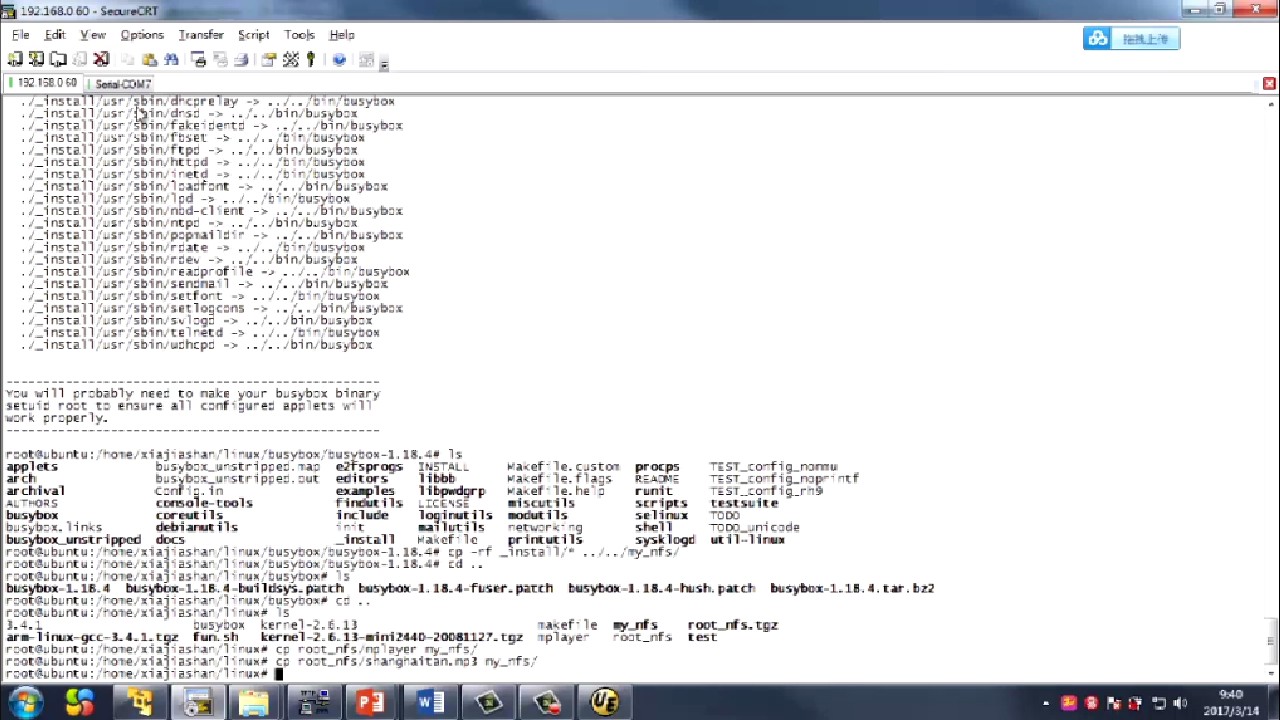 192.168.0.60 - SecureCRT
File Edit View Options Transfer Script Tools Help
拖拽上传
192.168.0.60 Serial-COM7
./_install/usr/sbin/dhcprelay -> ../../bin/busybox
./_install/usr/sbin/dnsd -> ../../bin/busybox
./_install/usr/sbin/fakeidentd -> ../../bin/busybox
./_install/usr/sbin/fbset -> ../../bin/busybox
./_install/usr/sbin/ftpd -> ../../bin/busybox
./_install/usr/sbin/httpd -> ../../bin/busybox
./_install/usr/sbin/inetd -> ../../bin/busybox
./_install/usr/sbin/loadfont -> ../../bin/busybox
./_install/usr/sbin/lpd -> ../../bin/busybox
./_install/usr/sbin/nbd-client -> ../../bin/busybox
./_install/usr/sbin/ntpd -> ../../bin/busybox
./_install/usr/sbin/popmaildir -> ../../bin/busybox
./_install/usr/sbin/rdate -> ../../bin/busybox
./_install/usr/sbin/rdev -> ../../bin/busybox
./_install/usr/sbin/readprofile -> ../../bin/busybox
./_install/usr/sbin/sendmail -> ../../bin/busybox
./_install/usr/sbin/setfont -> ../../bin/busybox
./_install/usr/sbin/setlogcons -> ../../bin/busybox
./_install/usr/sbin/svlogd -> ../../bin/busybox
./_install/usr/sbin/telnetd -> ../../bin/busybox
./_install/usr/sbin/udhcpd -> ../../bin/busybox
--------------------------------------------------
You will probably need to make your busybox binary
setuid root to ensure all configured applets will
work properly.
--------------------------------------------------
root@ubuntu:/home/xiajiashan/linux/busybox/busybox-1.18.4# ls
applets busybox_unstripped.map e2fsprogs INSTALL Makefile.custom procps TEST_config_nommu
arch busybox_unstripped.out editors libbb Makefile.flags README TEST_config_noprintf
archival Config.in examples libpwdgrp Makefile.help runit TEST_config_rh9
AUTHORS console-tools findutils LICENSE miscutils scripts testsuite
busybox coreutils include loginutils modutils selinux TODO
busybox.links debianutils init mailutils networking shell TODO_unicode
busybox_unstripped docs _install Makefile printutils sysklogd util-linux
root@ubuntu:/home/xiajiashan/linux/busybox/busybox-1.18.4# cp -rf _install/* ../../my_nfs/
root@ubuntu:/home/xiajiashan/linux/busybox/busybox-1.18.4# cd ..
root@ubuntu:/home/xiajiashan/linux/busybox# ls
busybox-1.18.4 busybox-1.18.4-buildsys.patch busybox-1.18.4-fuser.patch busybox-1.18.4-hush.patch busybox-1.18.4.tar.bz2
root@ubuntu:/home/xiajiashan/linux/busybox# cd ..
root@ubuntu:/home/xiajiashan/linux# ls
3.4.1 busybox kernel-2.6.13 makefile my_nfs root_nfs.tgz
arm-linux-gcc-3.4.1.tgz fun.sh kernel-2.6.13-mini2440-20081127.tgz mplayer root_nfs test
root@ubuntu:/home/xiajiashan/linux# cp root_nfs/mplayer my_nfs/
root@ubuntu:/home/xiajiashan/linux# cp root_nfs/shanghaitan.mp3 my_nfs/
root@ubuntu:/home/xiajiashan/linux#
9:40
2017/3/14